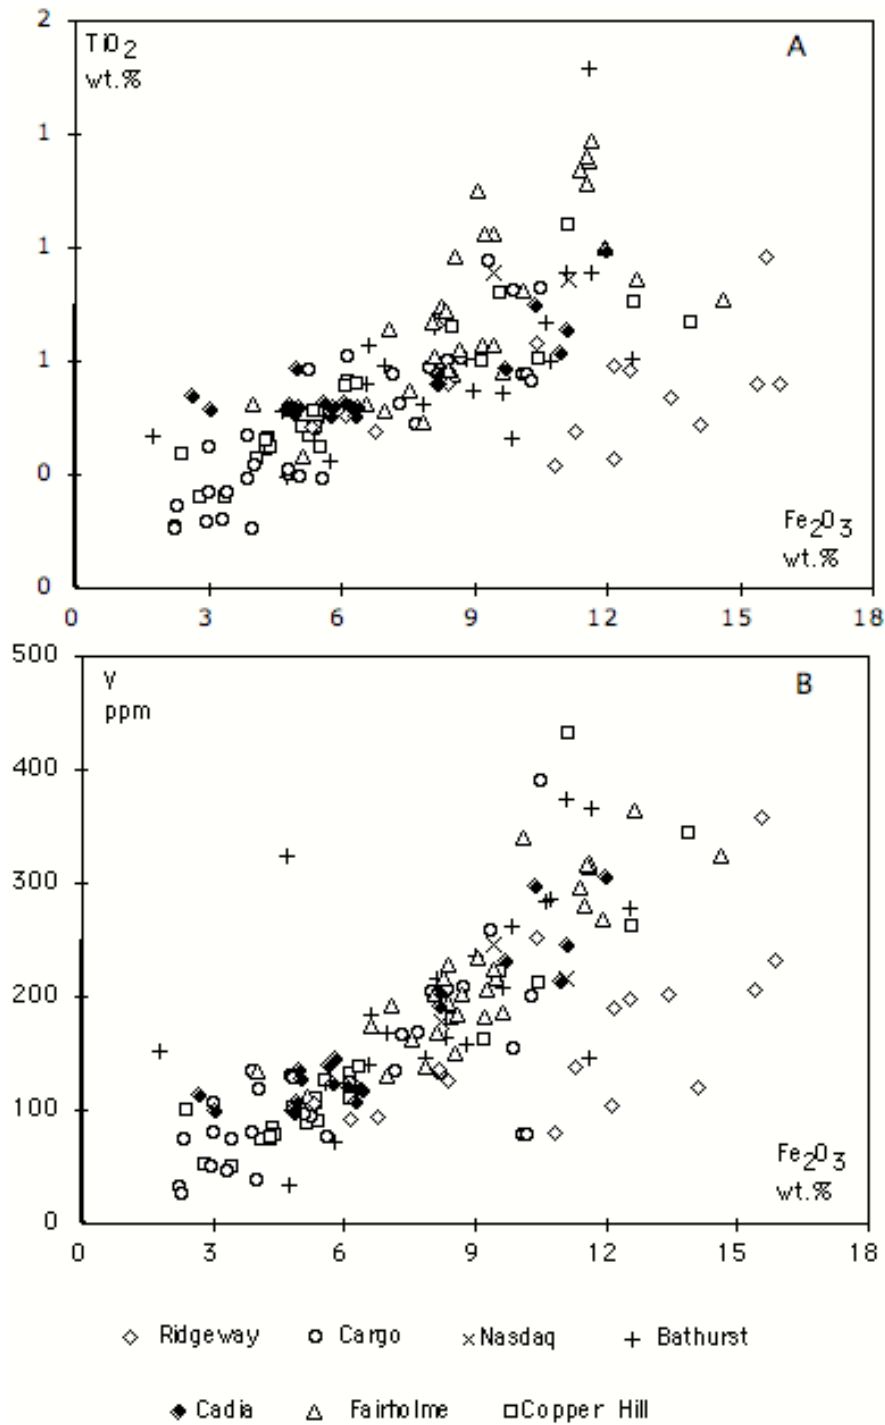 2
TiO2
wt.%
A
1
1
1
0
0
Fe2O3
wt.%
0 3 6 9 12 15 18
500
V
ppm
B
400
300
200
100
0
Fe2O3
wt.%
0 3 6 9 12 15 18
Ridgeway Cargo Nasdaq Bathurst
Cadia Fairholme Copper Hill